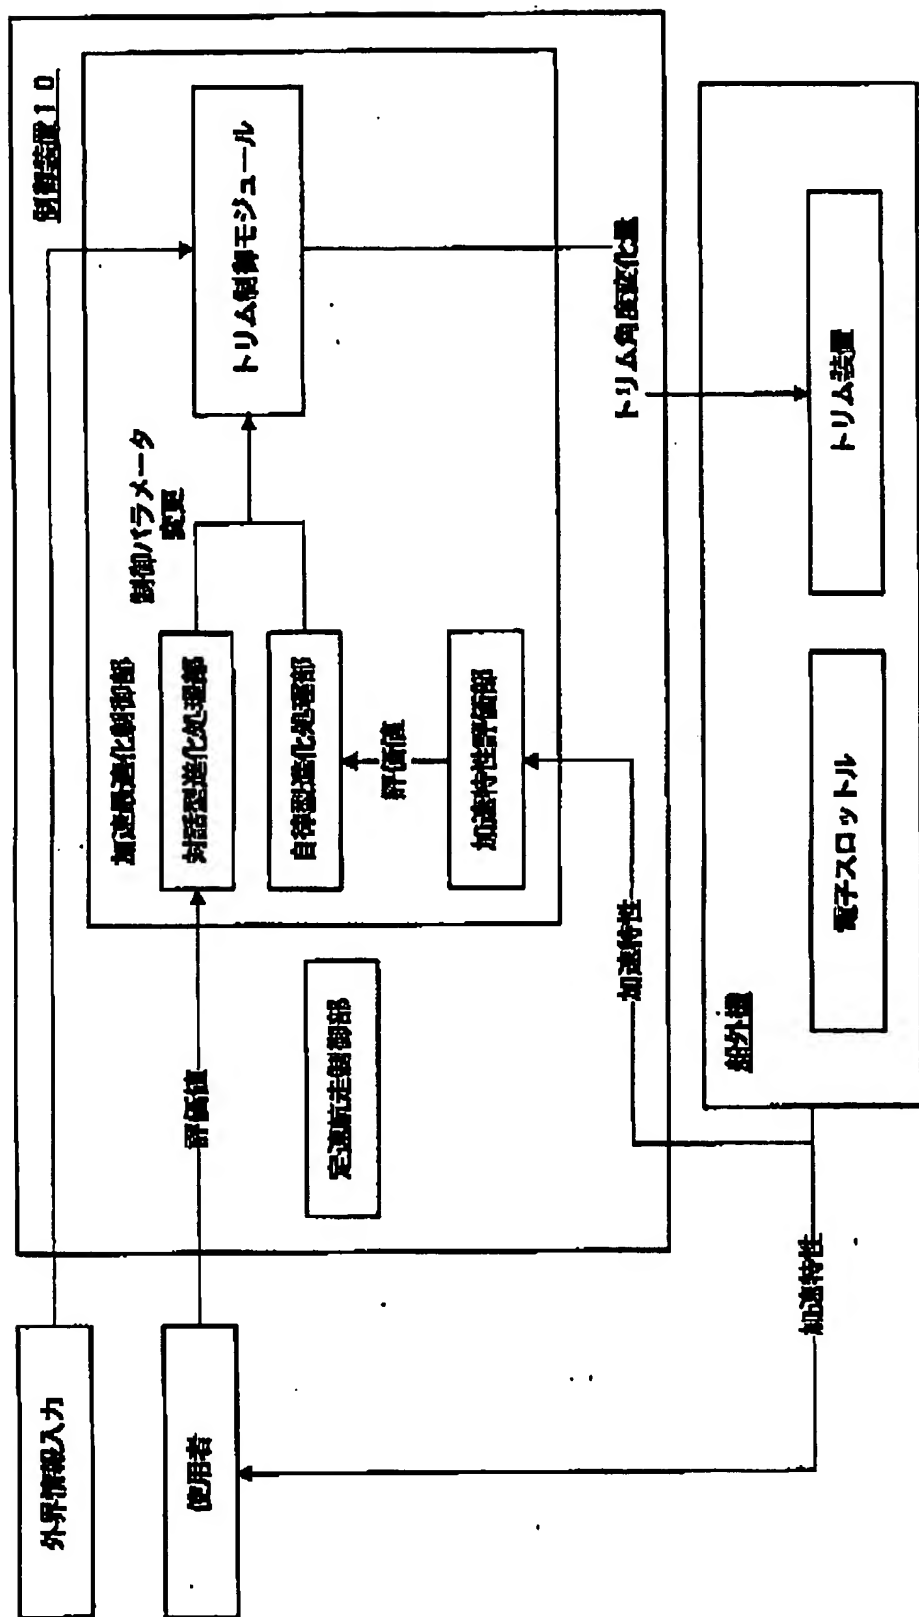 外界情報入力
使用者
評価値
制御装置10
定速航走制御部
加速最適化制御部
対話型進化処理部
自律型進化処理部
評価値
加速特性評価部
制御パラメータ
変更
トリム制御モジュール
加速特性
トリム角度変化量
加速特性
船外機
電子スロットル
トリム装置